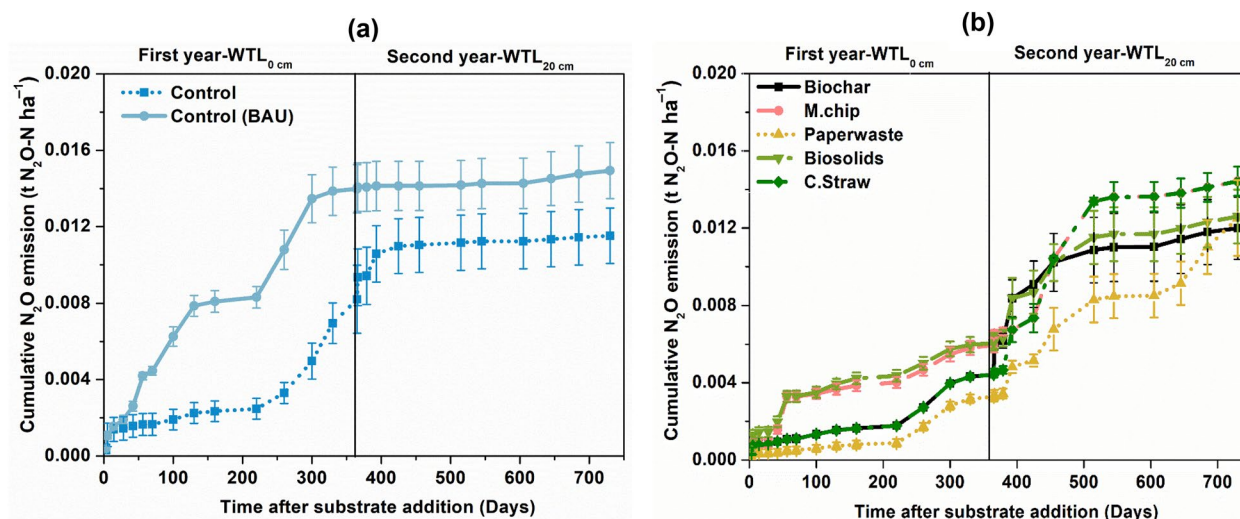 (a)
First year-WTL0 cm
Second year-WTL20 cm
Cumulative N2O emission (t N2O-N ha−1)
0.020
0.016
0.012
0.008
0.004
0.000
Control
Control (BAU)
0 100 200 300 400 500 600 700
Time after substrate addition (Days)
(b)
First year-WTL0 cm
Second year-WTL20 cm
Cumulative N2O emission (t N2O-N ha−1)
0.020
0.016
0.012
0.008
0.004
0.000
Biochar
M.chip
Paperwaste
Biosolids
C.Straw
0 100 200 300 400 500 600 700
Time after substrate addition (Days)